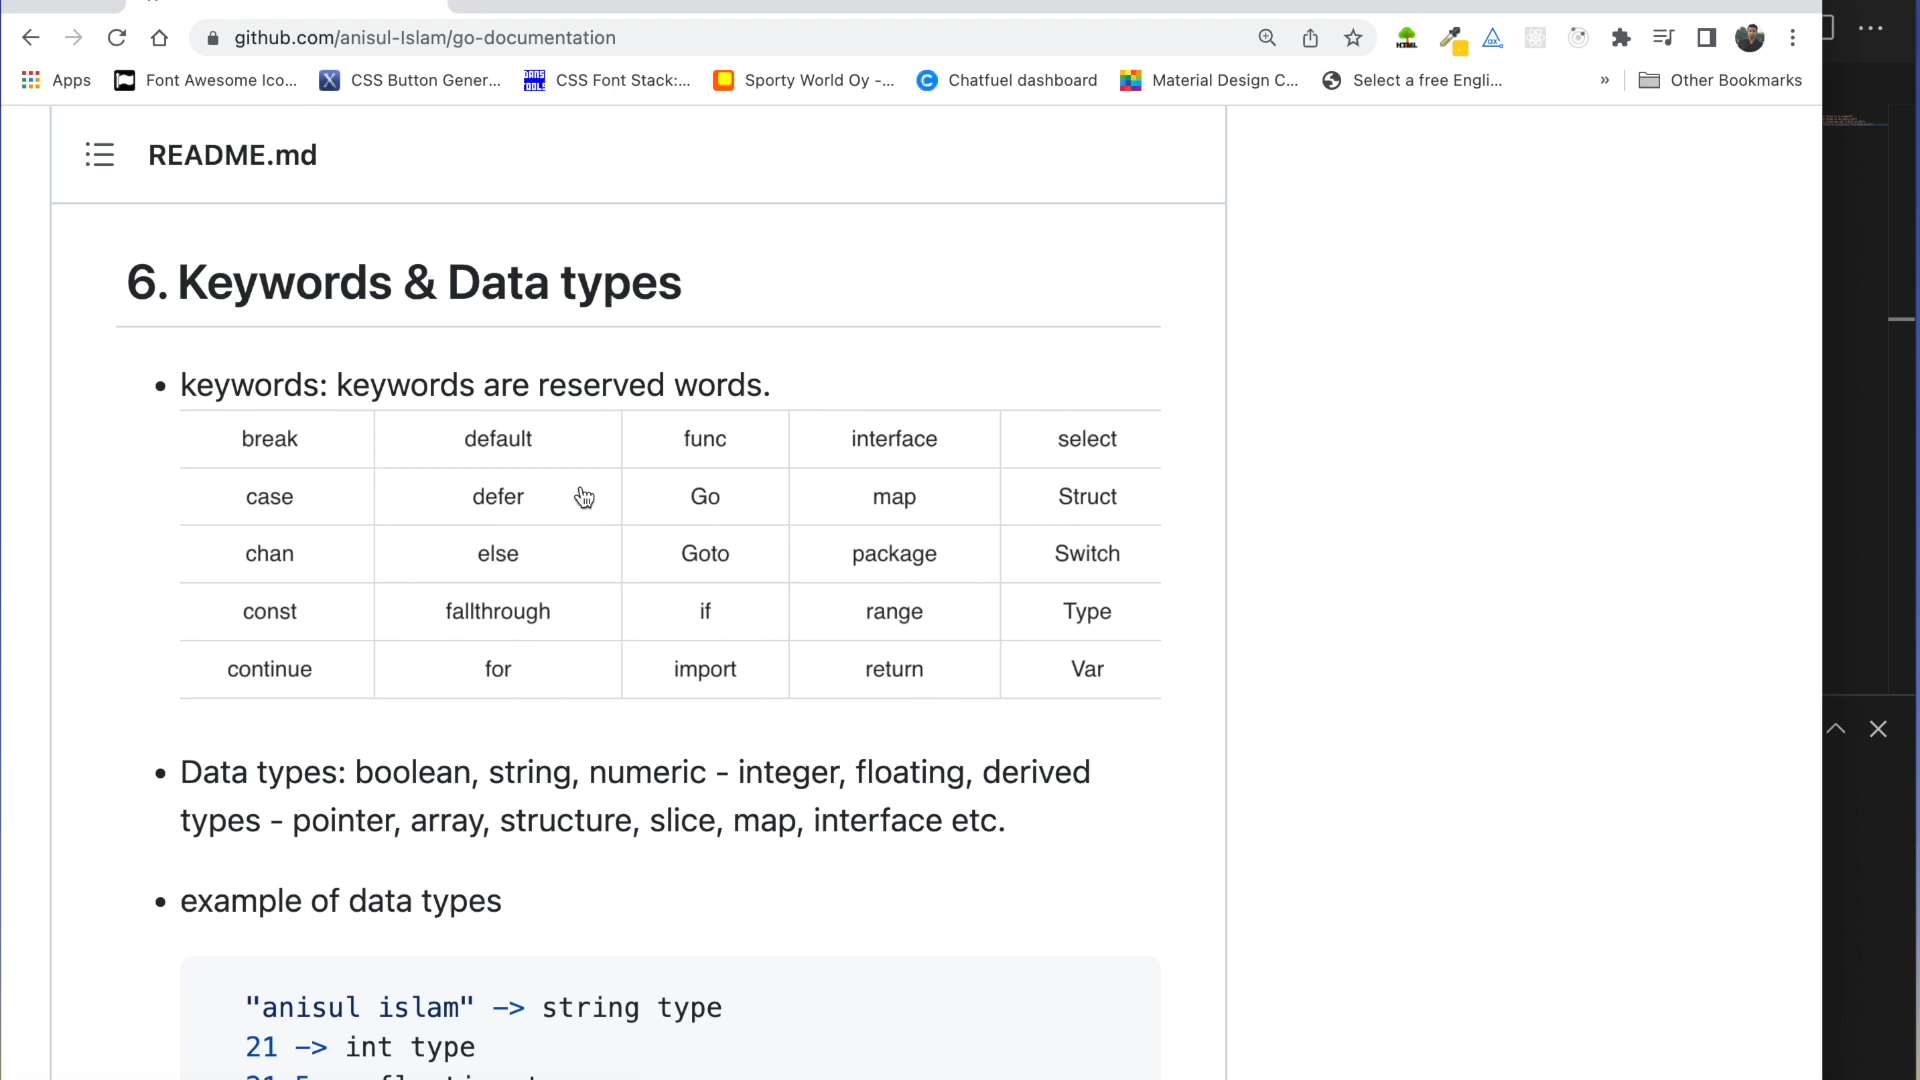 github.com/anisul-Islam/go-documentation
Apps Font Awesome Ico... CSS Button Gener... CSS Font Stack:... Sporty World Oy -... Chatfuel dashboard Material Design C... Select a free Engli... » Other Bookmarks
README.md
6. Keywords & Data types
• keywords: keywords are reserved words.
break default func interface select
case defer Go map Struct
chan else Goto package Switch
const fallthrough if range Type
continue for import return Var
• Data types: boolean, string, numeric - integer, floating, derived
types - pointer, array, structure, slice, map, interface etc.
• example of data types
"anisul islam" -> string type
21 -> int type